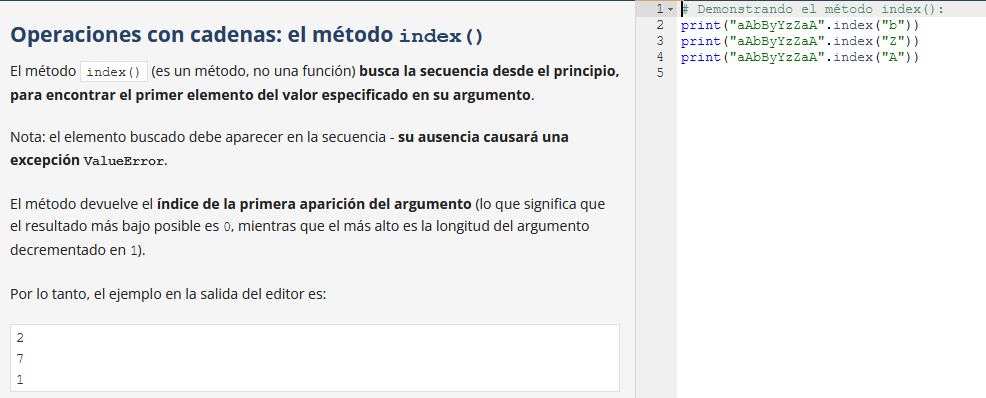 Operaciones con cadenas: el método index()
El método index() (es un método, no una función) busca la secuencia desde el principio,
para encontrar el primer elemento del valor especificado en su argumento.
Nota: el elemento buscado debe aparecer en la secuencia - su ausencia causará una
excepción ValueError.
El método devuelve el índice de la primera aparición del argumento (lo que significa que
el resultado más bajo posible es 0, mientras que el más alto es la longitud del argumento
decrementado en 1).
Por lo tanto, el ejemplo en la salida del editor es:
2
7
1
1 # Demonstrando el método index():
2 print("aAbByYzZaA".index("b"))
3 print("aAbByYzZaA".index("Z"))
4 print("aAbByYzZaA".index("A"))
5